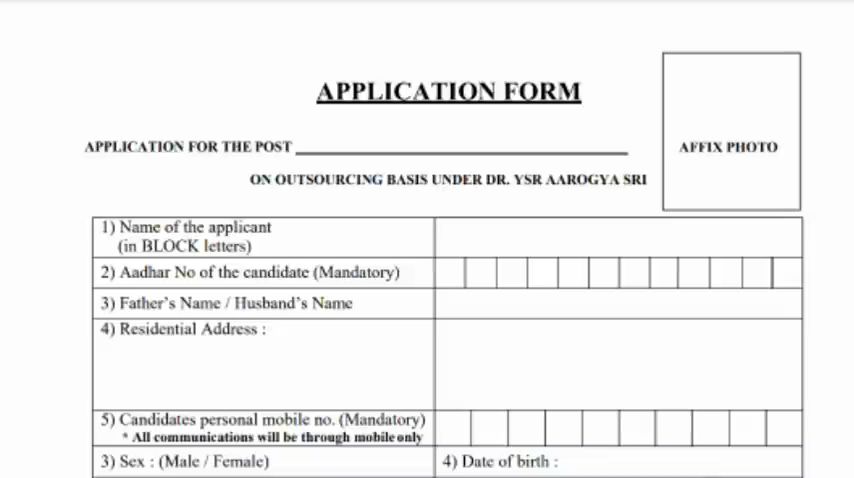 APPLICATION FORM
APPLICATION FOR THE POST
AFFIX PHOTO
ON OUTSOURCING BASIS UNDER DR. YSR AAROGYA SRI
1) Name of the applicant
(in BLOCK letters)
2) Aadhar No of the candidate (Mandatory)
3) Father's Name / Husband's Name
4) Residential Address :
5) Candidates personal mobile no. (Mandatory)
* All communications will be through mobile only
3) Sex : (Male / Female) 4) Date of birth :